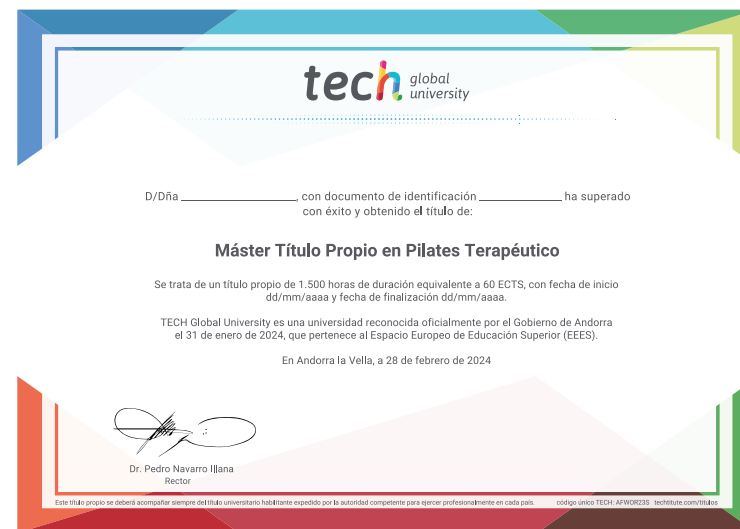 tech global
university
D/Dña ____________________, con documento de identificación ______________ ha superado
con éxito y obtenido el título de:
Máster Título Propio en Pilates Terapéutico
Se trata de un título propio de 1.500 horas de duración equivalente a 60 ECTS, con fecha de inicio
dd/mm/aaaa y fecha de finalización dd/mm/aaaa.
TECH Global University es una universidad reconocida oficialmente por el Gobierno de Andorra
el 31 de enero de 2024, que pertenece al Espacio Europeo de Educación Superior (EEES).
En Andorra la Vella, a 28 de febrero de 2024
Dr. Pedro Navarro Illana
Rector
Este título propio se deberá acompañar siempre del título universitario habilitante expedido por la autoridad competente para ejercer profesionalmente en cada país. código único TECH: AFWOR23S techtitute.com/titulos